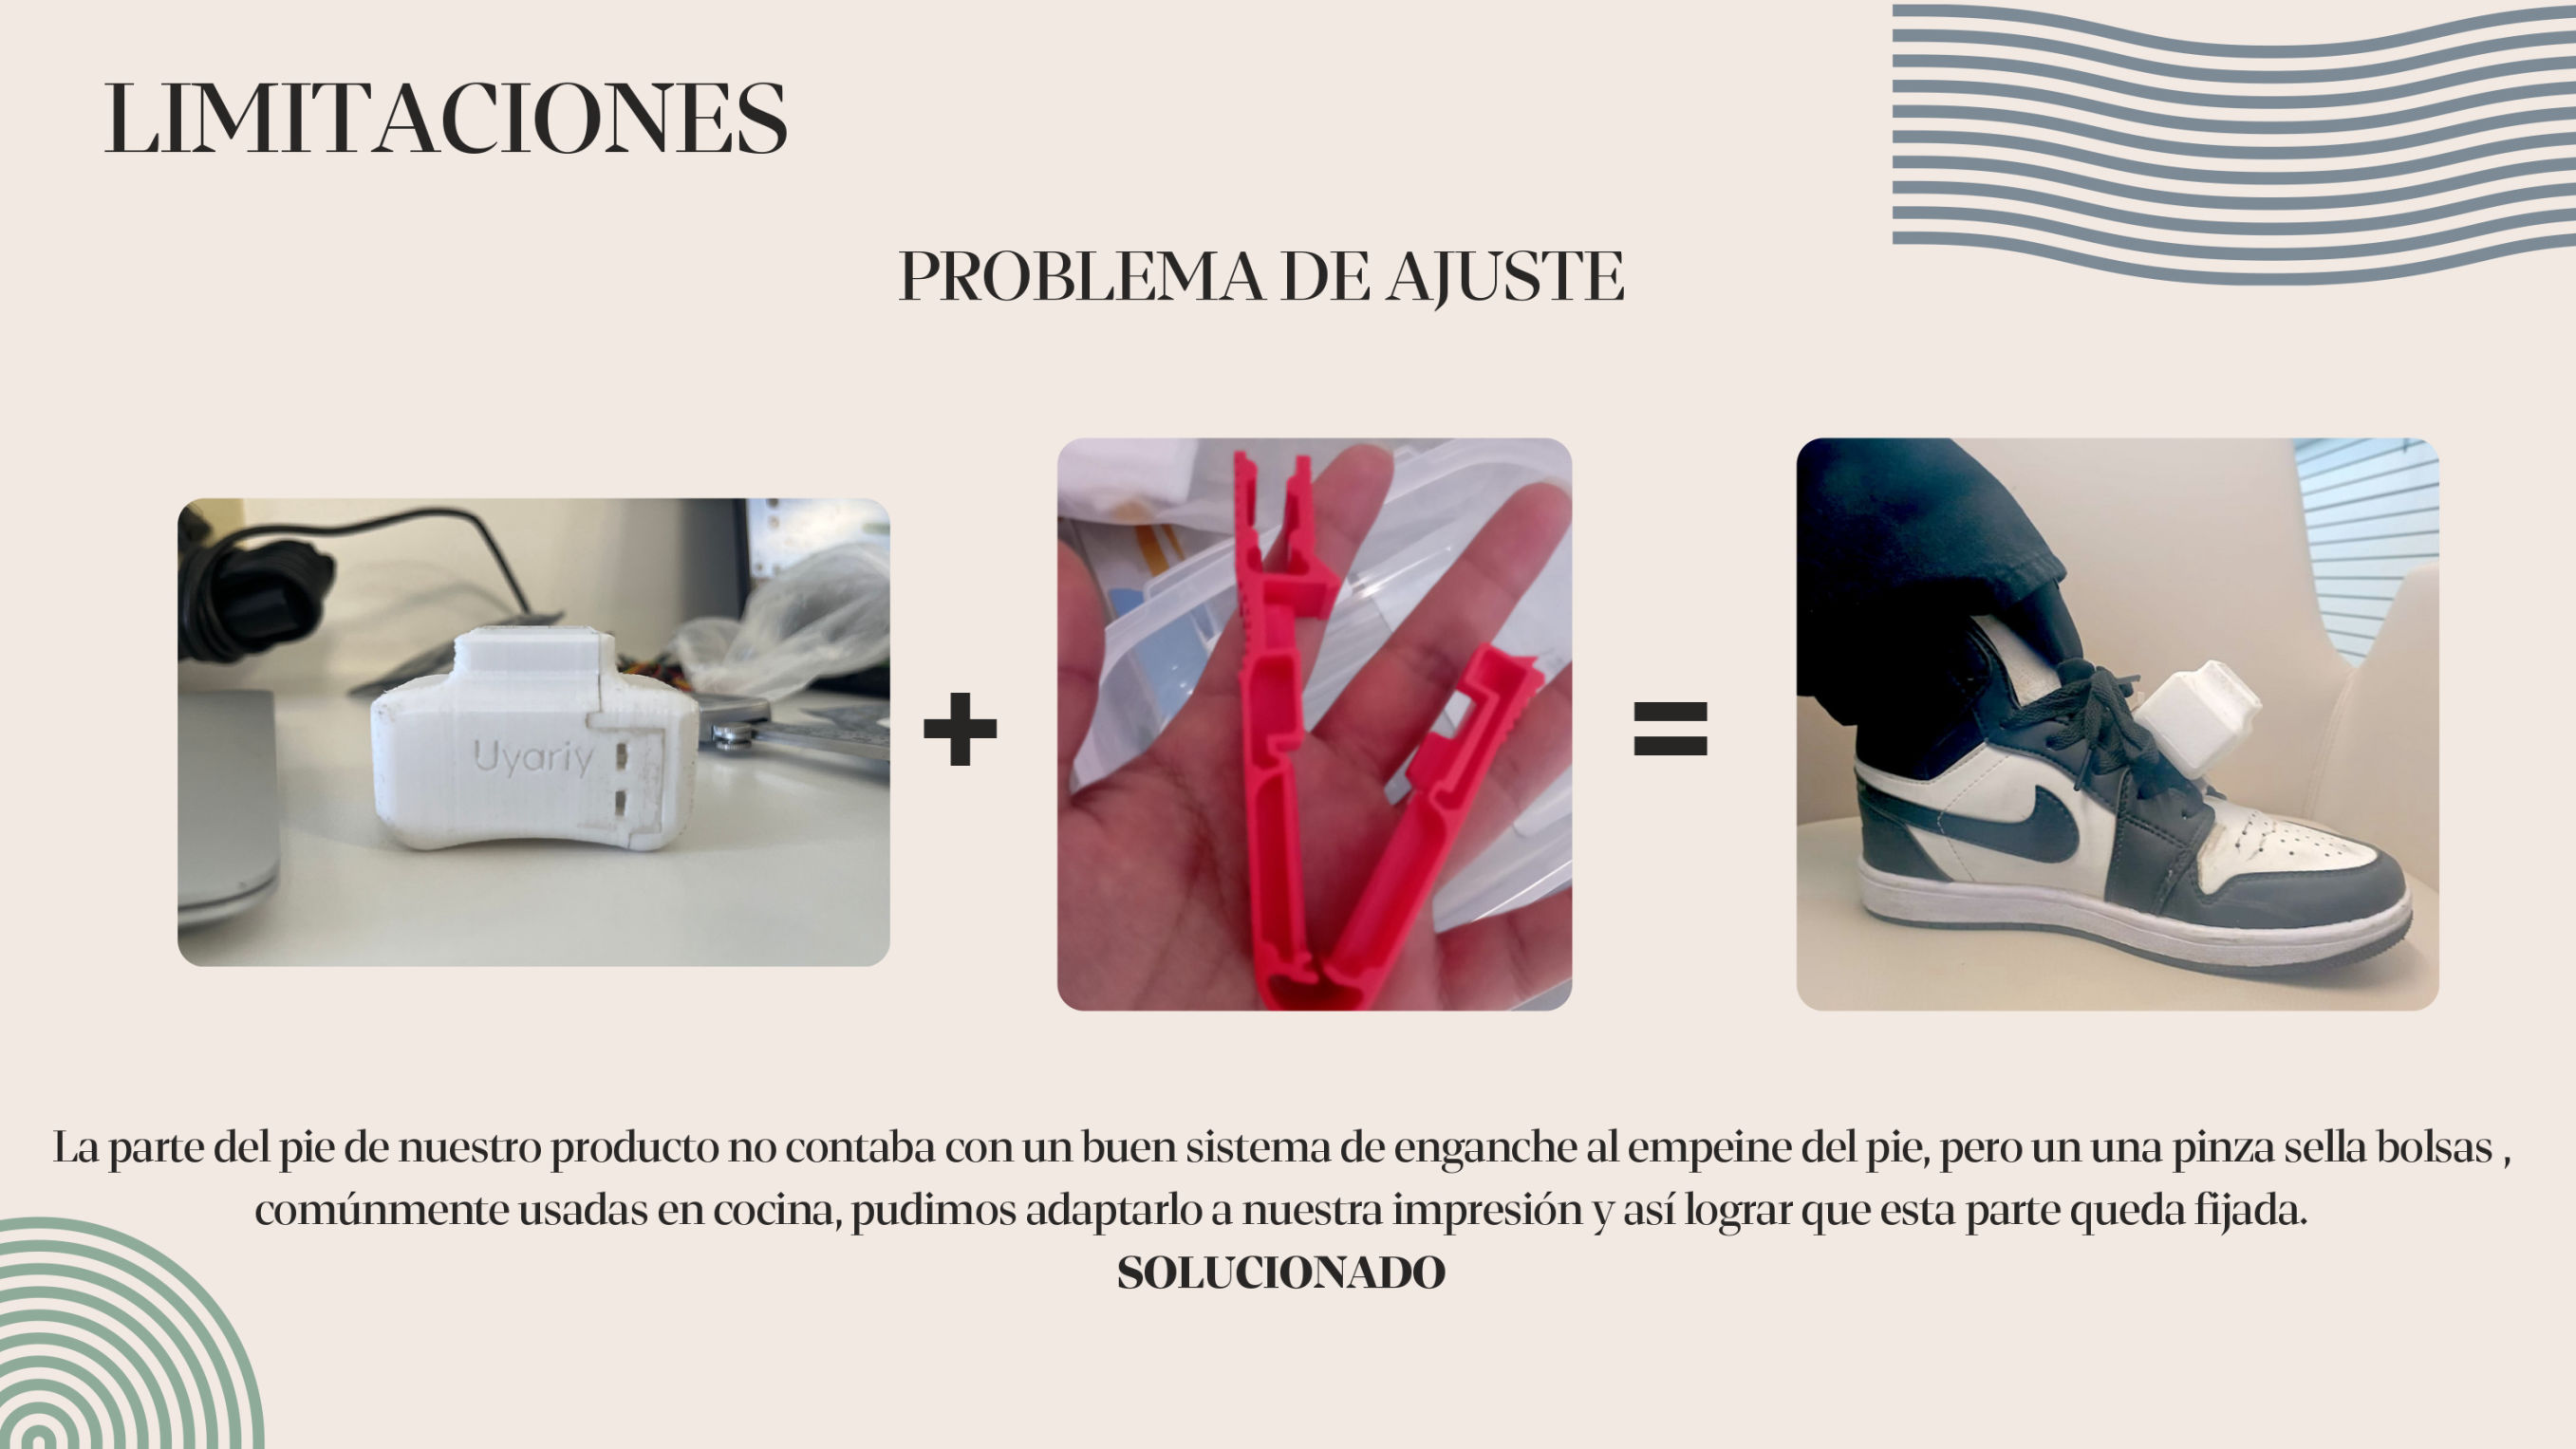 LIMITACIONES
PROBLEMA DE AJUSTE
Uyariy
+
=
La parte del pie de nuestro producto no contaba con un buen sistema de enganche al empeine del pie, pero un una pinza sella bolsas ,
comúnmente usadas en cocina, pudimos adaptarlo a nuestra impresión y así lograr que esta parte queda fijada.
SOLUCIONADO